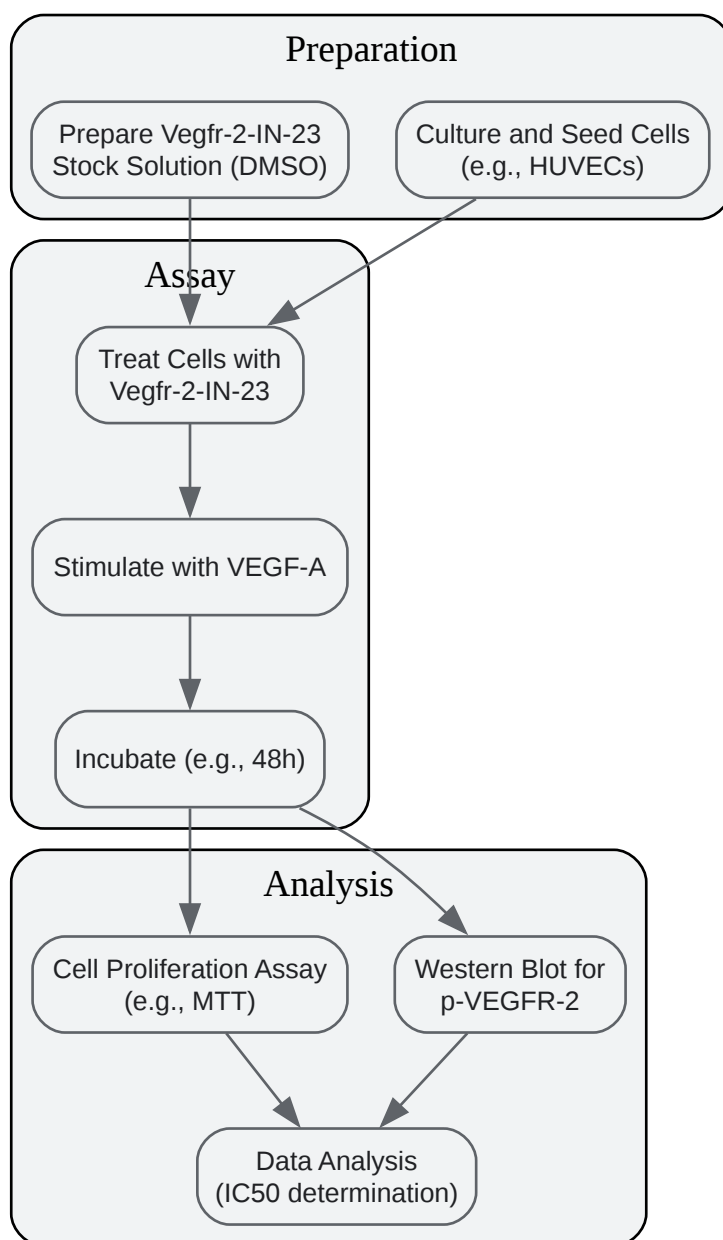 Preparation
Prepare Vegfr-2-IN-23
Stock Solution (DMSO)
Culture and Seed Cells
(e.g., HUVECs)
Assay
Treat Cells with
Vegfr-2-IN-23
Stimulate with VEGF-A
Incubate (e.g., 48h)
Analysis
Cell Proliferation Assay
(e.g., MTT)
Western Blot for
p-VEGFR-2
Data Analysis
(IC50 determination)